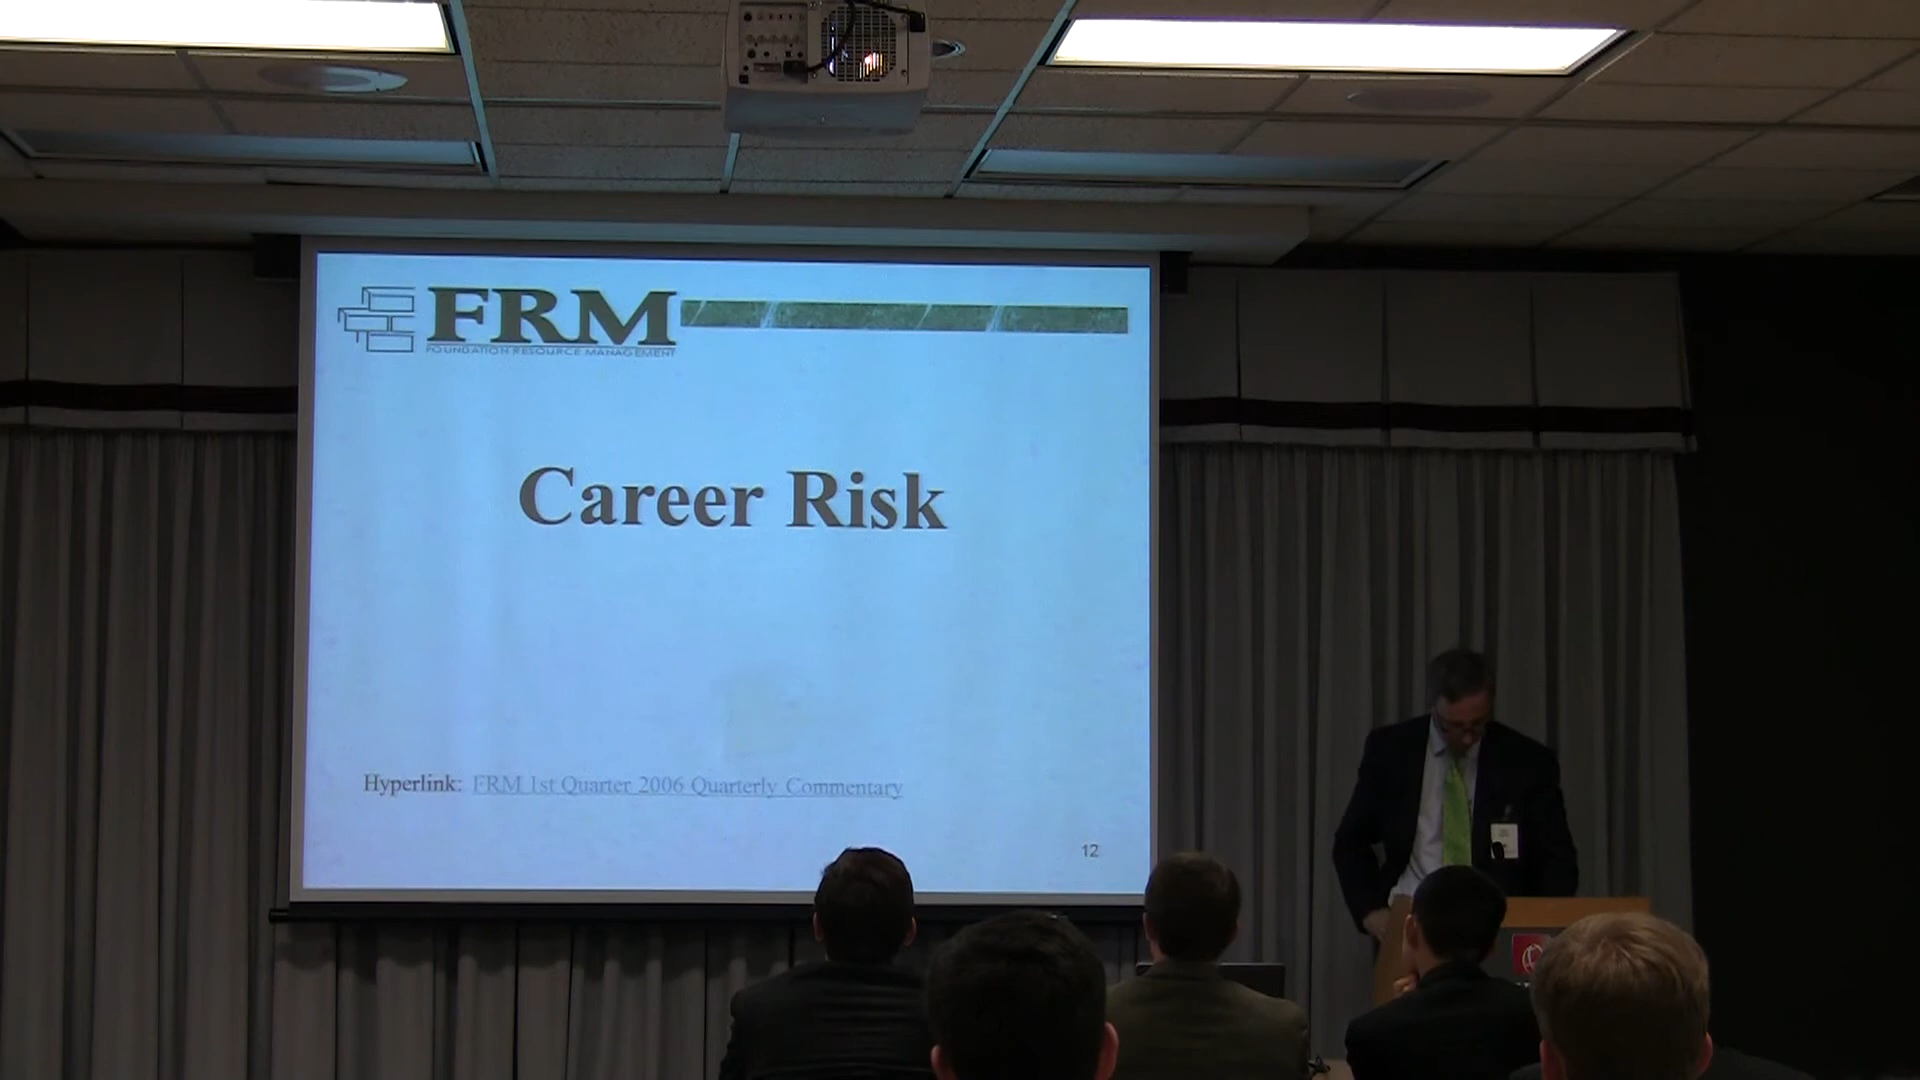 FRM
FOUNDATION RESOURCE MANAGEMENT
Career Risk
Hyperlink: FRM 1st Quarter 2006 Quarterly Commentary
12